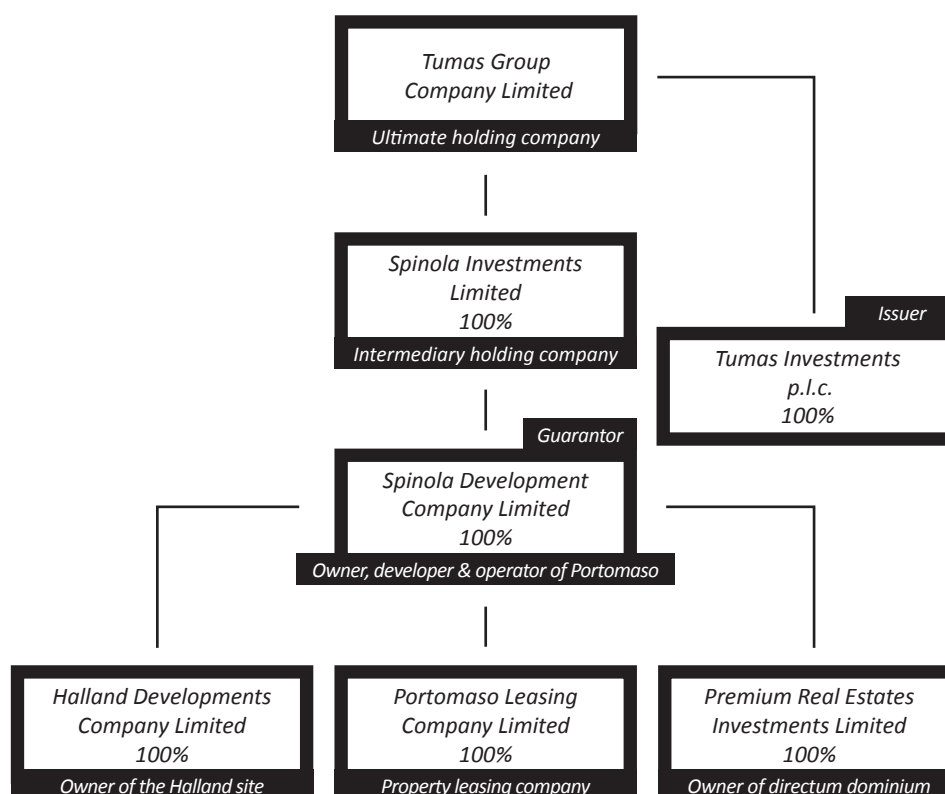 Tumas Group
Company Limited
Ultimate holding company
Spinola Investments
Limited
100%
Intermediary holding company
Issuer
Tumas Investments
p.l.c.
100%
Guarantor
Spinola Development
Company Limited
100%
Owner, developer & operator of Portomaso
Halland Developments
Company Limited
100%
Owner of the Halland site
Portomaso Leasing
Company Limited
100%
Property leasing company
Premium Real Estates
Investments Limited
100%
Owner of directum dominium